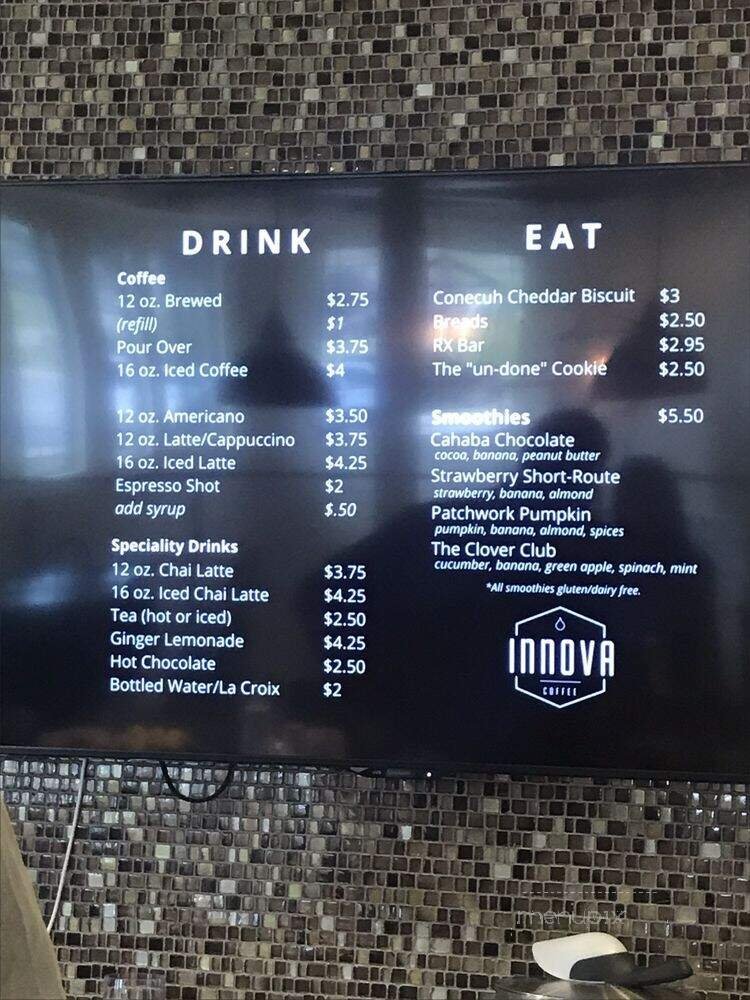 DRINK
Coffee
12 oz. Brewed $2.75
(refill) $1
Pour Over $3.75
16 oz. Iced Coffee $4
12 oz. Americano $3.50
12 oz. Latte/Cappuccino $3.75
16 oz. Iced Latte $4.25
Espresso Shot $2
add syrup $.50
Speciality Drinks
12 oz. Chai Latte $3.75
16 oz. Iced Chai Latte $4.25
Tea (hot or iced) $2.50
Ginger Lemonade $4.25
Hot Chocolate $2.50
Bottled Water/La Croix $2
EAT
Conecuh Cheddar Biscuit $3
Breads $2.50
RX Bar $2.95
The "un-done" Cookie $2.50
Smoothies $5.50
Cahaba Chocolate
cocoa, banana, peanut butter
Strawberry Short-Route
strawberry, banana, almond
Patchwork Pumpkin
pumpkin, banana, almond, spices
The Clover Club
cucumber, banana, green apple, spinach, mint
*All smoothies gluten/dairy free.
INNOVA
COFFEE
menupix